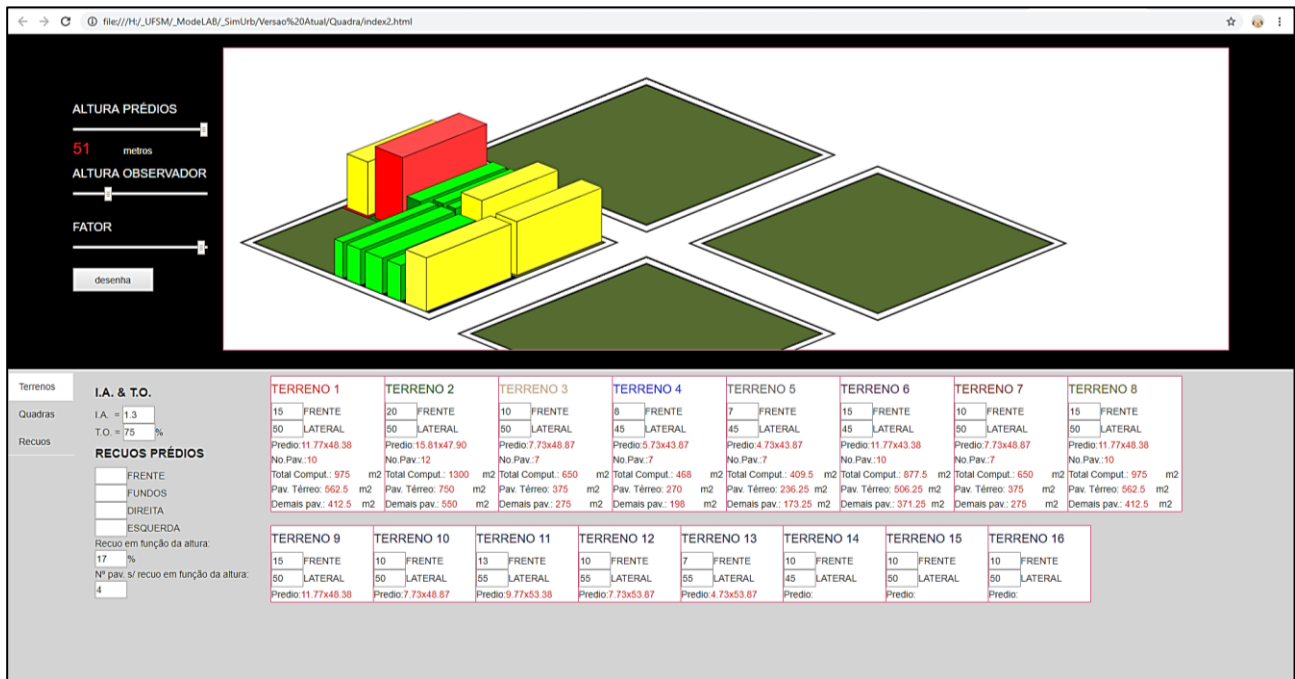 file:///H:/_UFSM/_ModeLAB/_SimUrb/Versao%20Atual/Quadra/index2.html
ALTURA PRÉDIOS
51 metros
ALTURA OBSERVADOR
FATOR
desenha
Terrenos
Quadras
Recuos
I.A. & T.O.
I.A. = 1.3
T.O. = 75 %
RECUOS PRÉDIOS
FRENTE
FUNDOS
DIREITA
ESQUERDA
Recuo em função da altura:
17 %
Nº pav. s/ recuo em função da altura:
4
TERRENO 1
15 FRENTE
50 LATERAL
Predio:11.77x48.38
No.Pav.:10
Total Comput.: 975 m2
Pav. Térreo: 562.5 m2
Demais pav.: 412.5 m2
TERRENO 2
20 FRENTE
50 LATERAL
Predio:15.81x47.90
No.Pav.:12
Total Comput.: 1300 m2
Pav. Térreo: 750 m2
Demais pav.: 550 m2
TERRENO 3
10 FRENTE
50 LATERAL
Predio:7.73x48.87
No.Pav.:7
Total Comput.: 650 m2
Pav. Térreo: 375 m2
Demais pav.: 275 m2
TERRENO 4
8 FRENTE
45 LATERAL
Predio:5.73x43.87
No.Pav.:7
Total Comput.: 468 m2
Pav. Térreo: 270 m2
Demais pav.: 198 m2
TERRENO 5
7 FRENTE
45 LATERAL
Predio:4.73x43.87
No.Pav.:7
Total Comput.: 409.5 m2
Pav. Térreo: 236.25 m2
Demais pav.: 173.25 m2
TERRENO 6
15 FRENTE
45 LATERAL
Predio:11.77x43.38
No.Pav.:10
Total Comput.: 877.5 m2
Pav. Térreo: 506.25 m2
Demais pav.: 371.25 m2
TERRENO 7
10 FRENTE
50 LATERAL
Predio:7.73x48.87
No.Pav.:7
Total Comput.: 650 m2
Pav. Térreo: 375 m2
Demais pav.: 275 m2
TERRENO 8
15 FRENTE
50 LATERAL
Predio:11.77x48.38
No.Pav.:10
Total Comput.: 975 m2
Pav. Térreo: 562.5 m2
Demais pav.: 412.5 m2
TERRENO 9
15 FRENTE
50 LATERAL
Predio:11.77x48.38
TERRENO 10
10 FRENTE
50 LATERAL
Predio:7.73x48.87
TERRENO 11
13 FRENTE
55 LATERAL
Predio:9.77x53.38
TERRENO 12
10 FRENTE
55 LATERAL
Predio:7.73x53.87
TERRENO 13
7 FRENTE
55 LATERAL
Predio:4.73x53.87
TERRENO 14
10 FRENTE
45 LATERAL
Predio:
TERRENO 15
10 FRENTE
50 LATERAL
Predio:
TERRENO 16
10 FRENTE
50 LATERAL
Predio: